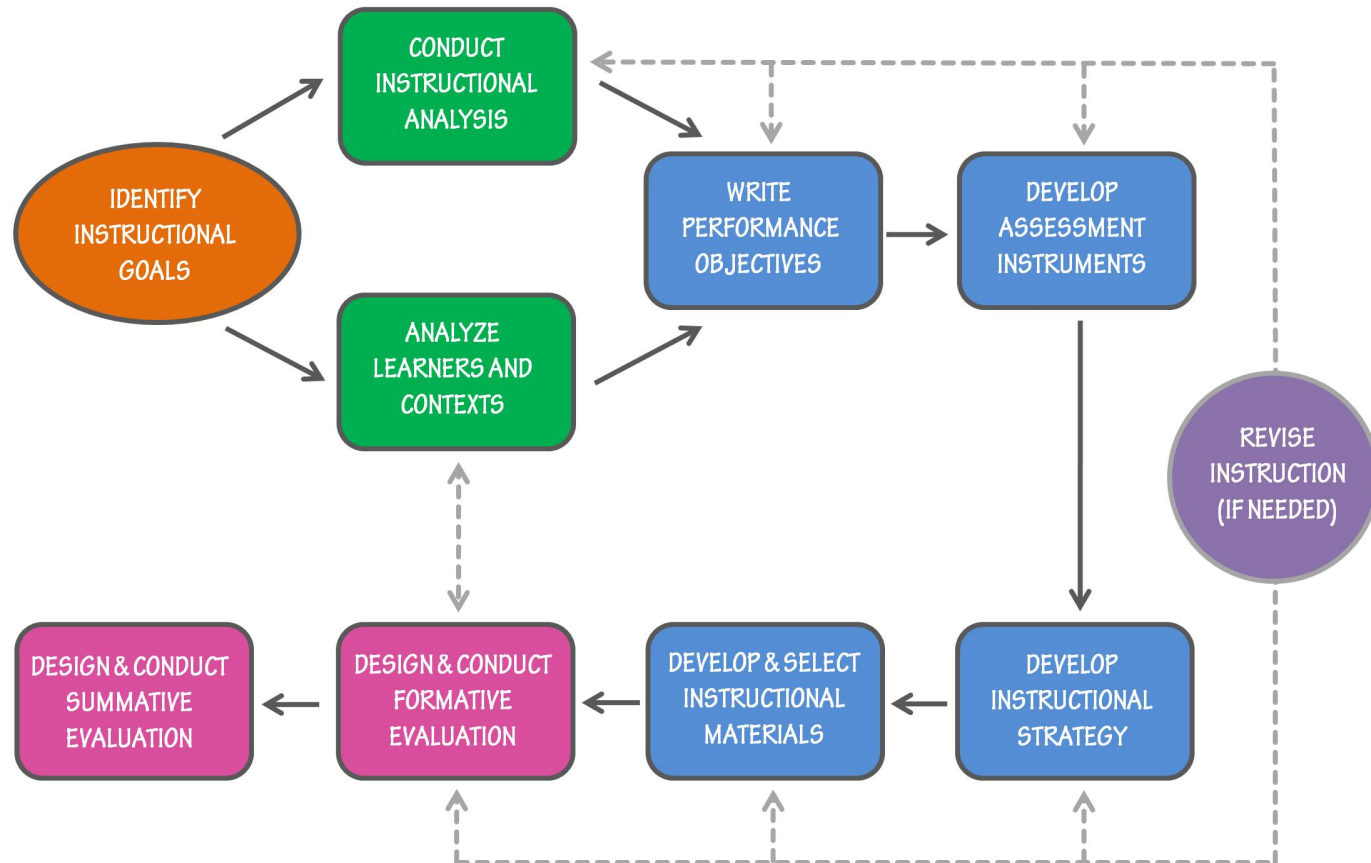 CONDUCT
INSTRUCTIONAL
ANALYSIS
IDENTIFY
INSTRUCTIONAL
GOALS
WRITE
PERFORMANCE
OBJECTIVES
DEVELOP
ASSESSMENT
INSTRUMENTS
ANALYZE
LEARNERS AND
CONTEXTS
REVISE
INSTRUCTION
(IF NEEDED)
DESIGN & CONDUCT
SUMMATIVE
EVALUATION
DESIGN & CONDUCT
FORMATIVE
EVALUATION
DEVELOP & SELECT
INSTRUCTIONAL
MATERIALS
DEVELOP
INSTRUCTIONAL
STRATEGY